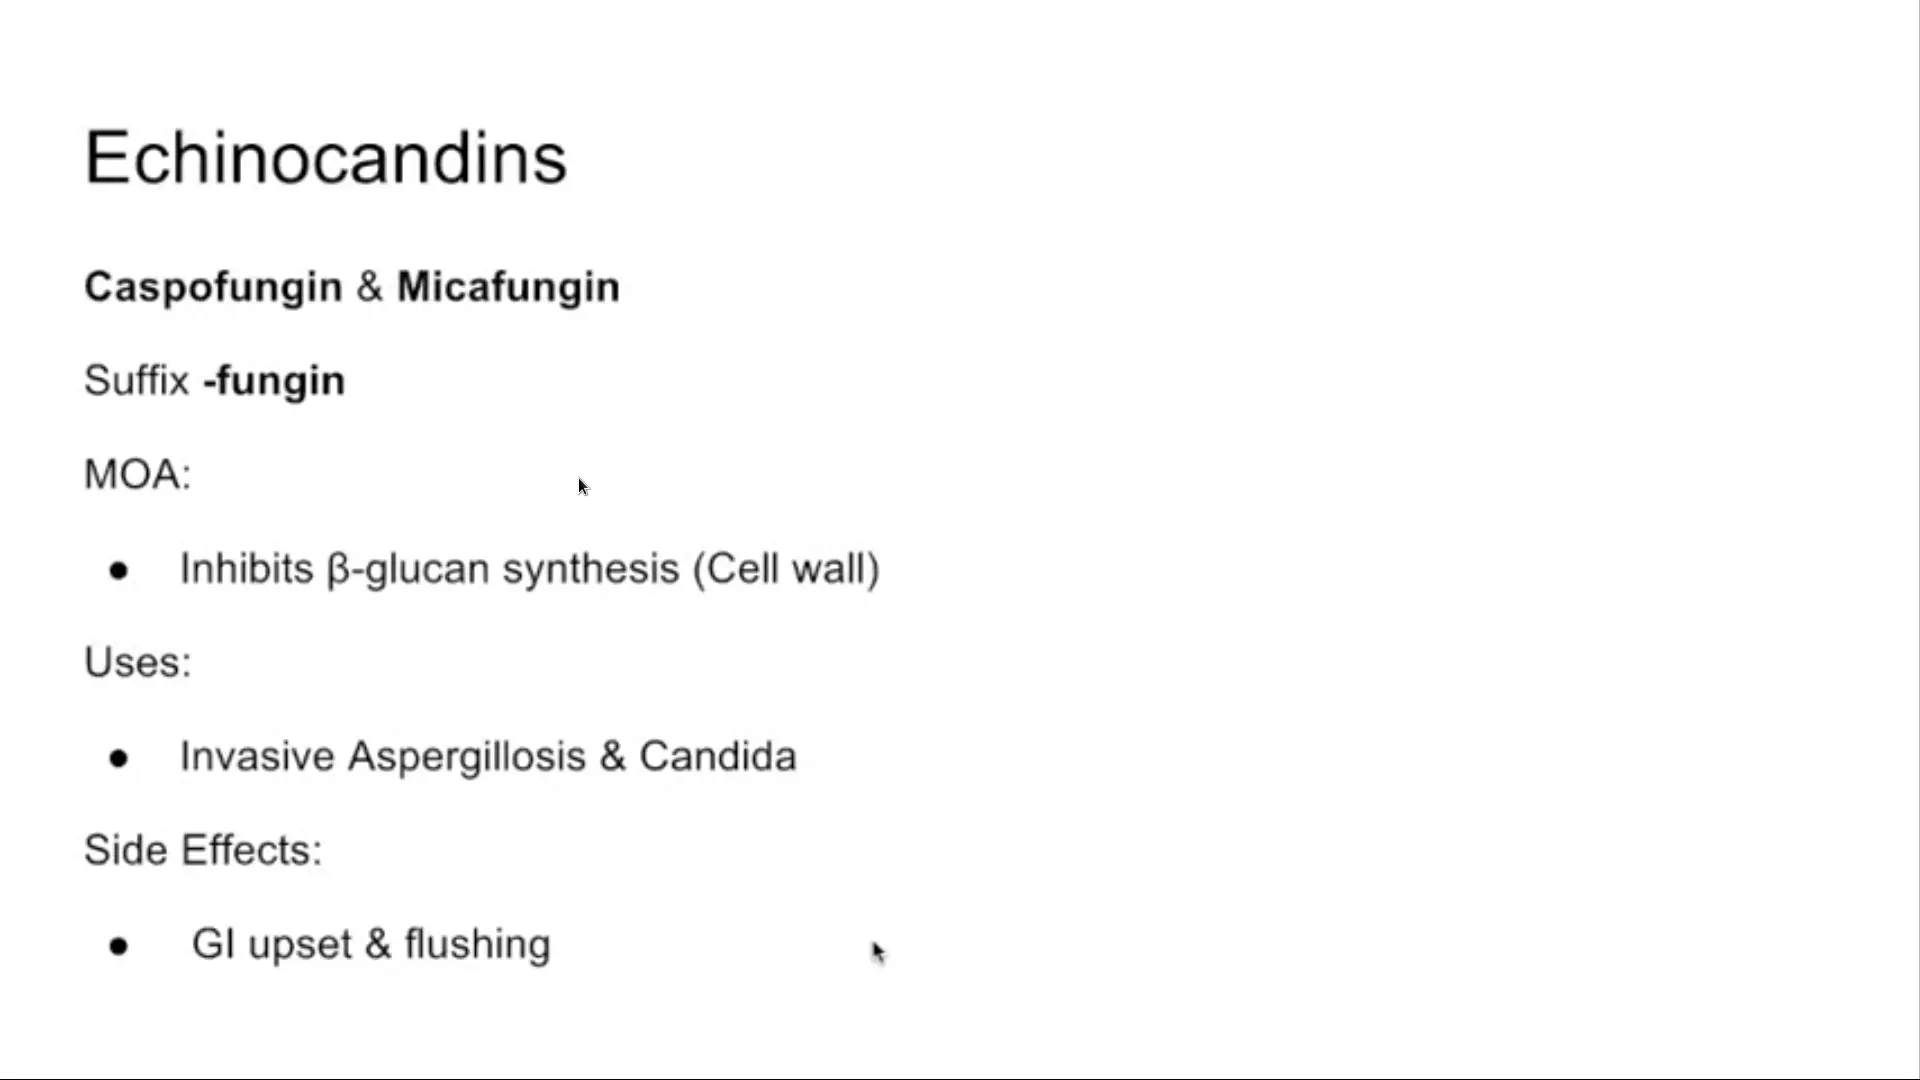 Echinocandins
Caspofungin & Micafungin
Suffix -fungin
MOA:
● Inhibits β-glucan synthesis (Cell wall)
Uses:
● Invasive Aspergillosis & Candida
Side Effects:
● GI upset & flushing